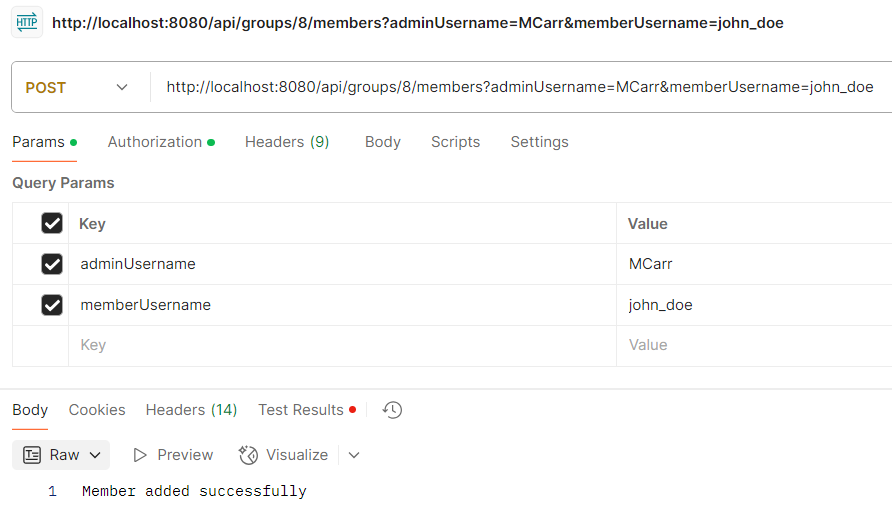 HTTP http://localhost:8080/api/groups/8/members?adminUsername=MCarr&memberUsername=john_doe
POST http://localhost:8080/api/groups/8/members?adminUsername=MCarr&memberUsername=john_doe
Params Authorization Headers (9) Body Scripts Settings
Query Params
Key Value
adminUsername MCarr
memberUsername john_doe
Key Value
Body Cookies Headers (14) Test Results
Raw Preview Visualize
1 Member added successfully